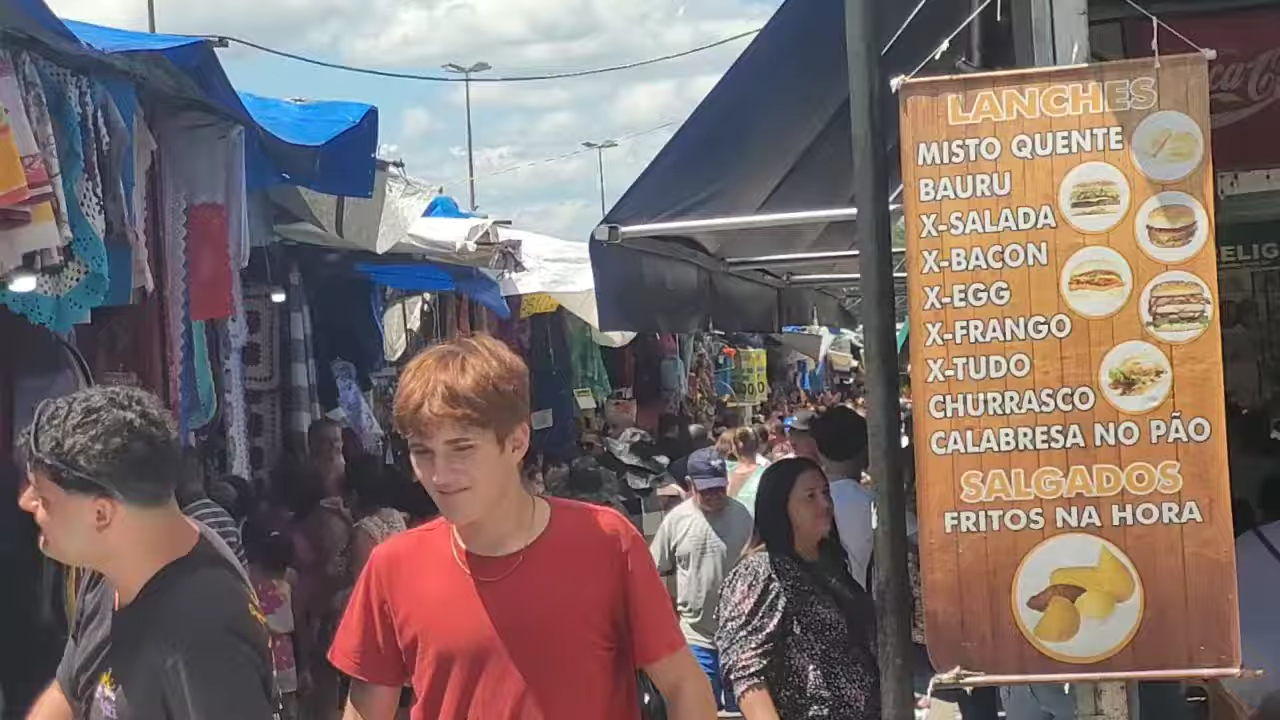 LANCHES
MISTO QUENTE
BAURU
X-SALADA
X-BACON
X-EGG
X-FRANGO
X-TUDO
CHURRASCO
CALABRESA NO PÃO
SALGADOS
FRITOS NA HORA